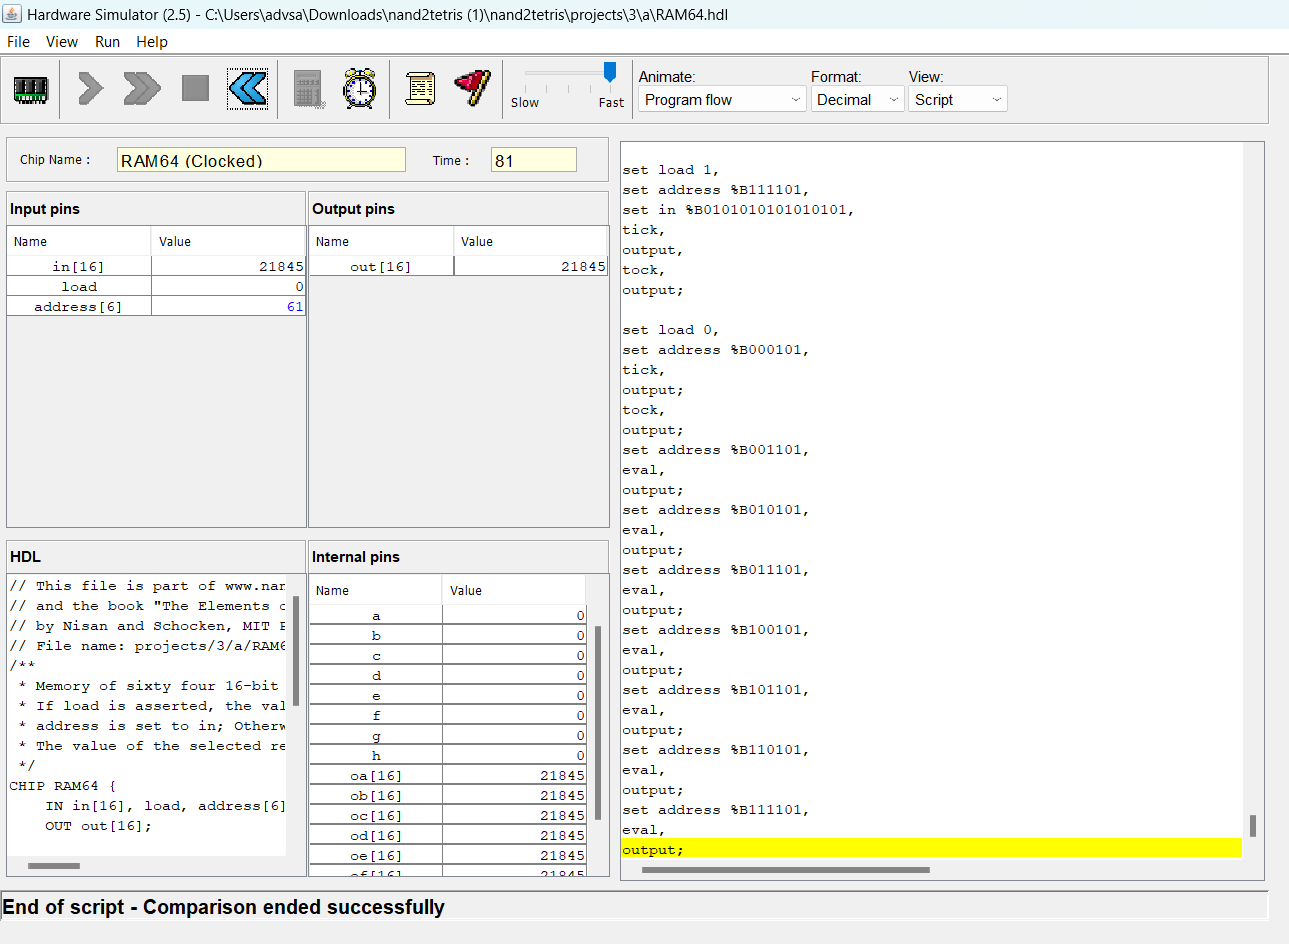 Hardware Simulator (2.5) - C:\Users\advsa\Downloads\nand2tetris (1)\nand2tetris\projects\3\a\RAM64.hdl
File View Run Help
Slow Fast
Animate: Format: View:
Program flow Decimal Script
Chip Name : RAM64 (Clocked) Time : 81
Input pins
Name Value
in[16] 21845
load 0
address[6] 61
Output pins
Name Value
out[16] 21845
HDL
// This file is part of www.nan
// and the book "The Elements
// by Nisan and Schocken, MIT
// File name: projects/3/a/RAM6
/**
* Memory of sixty four 16-bit
* If load is asserted, the val
* address is set to in; Otherw
* The value of the selected re
*/
CHIP RAM64 {
IN in[16], load, address[6]
OUT out[16];
Internal pins
Name Value
a 0
b 0
c 0
d 0
e 0
f 0
g 0
h 0
oa[16] 21845
ob[16] 21845
oc[16] 21845
od[16] 21845
oe[16] 21845
of[16] 21845
set load 1,
set address %B111101,
set in %B0101010101010101,
tick,
output,
tock,
output;
set load 0,
set address %B000101,
tick,
output;
tock,
output;
set address %B001101,
eval,
output;
set address %B010101,
eval,
output;
set address %B011101,
eval,
output;
set address %B100101,
eval,
output;
set address %B101101,
eval,
output;
set address %B110101,
eval,
output;
set address %B111101,
eval,
output;
End of script - Comparison ended successfully